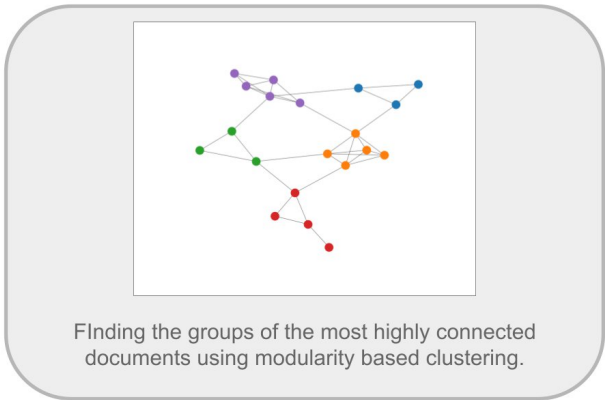 FInding the groups of the most highly connected
documents using modularity based clustering.